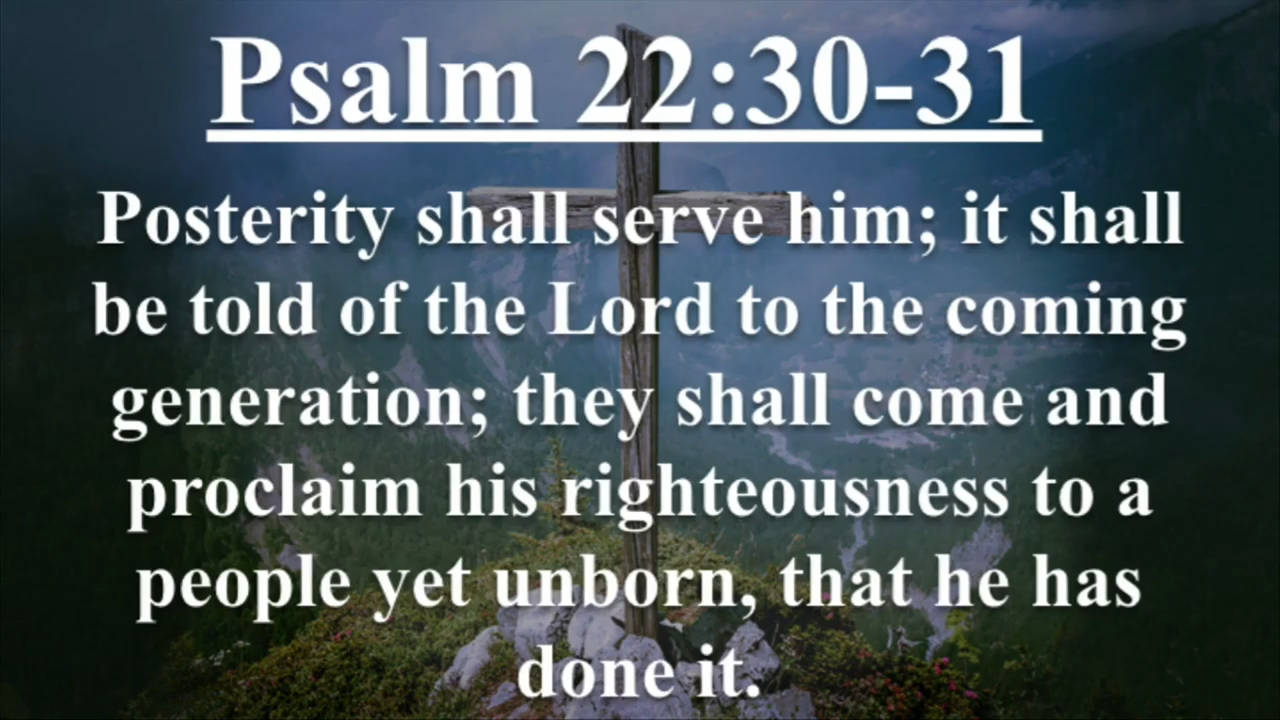 Psalm 22:30-31
Posterity shall serve him; it shall
be told of the Lord to the coming
generation; they shall come and
proclaim his righteousness to a
people yet unborn, that he has
done it.